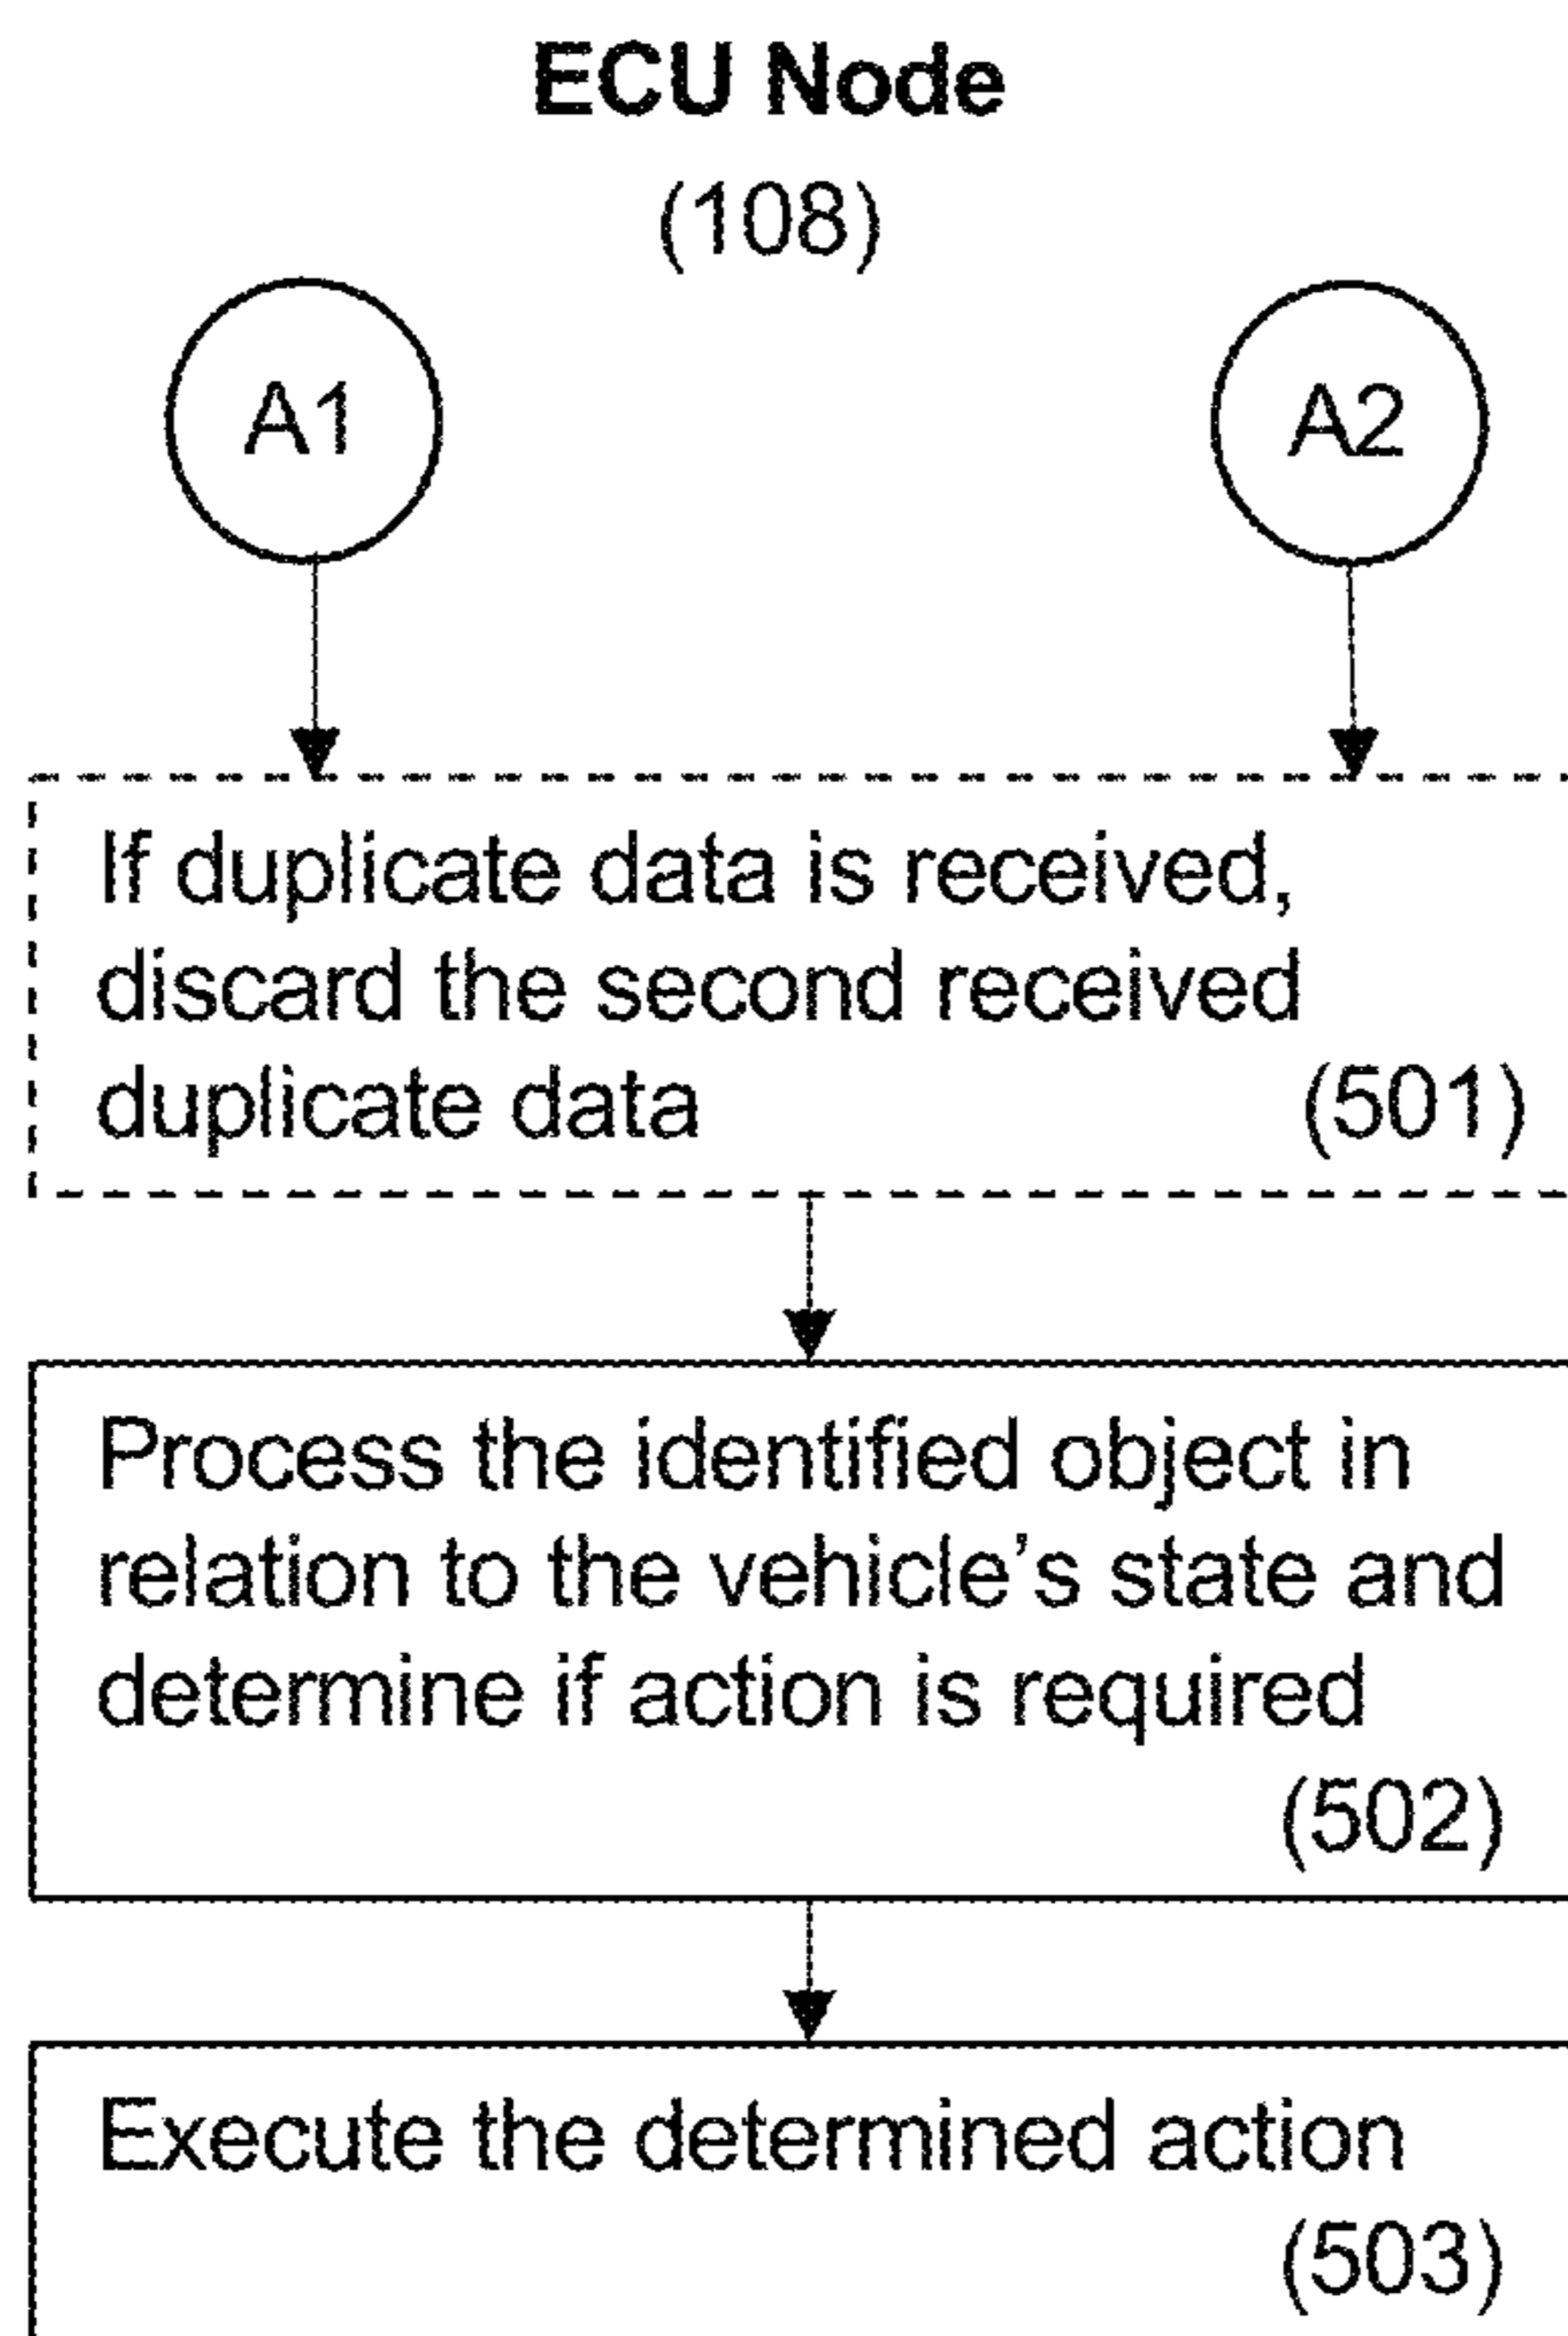 ECU Node
(108)
A1
A2
If duplicate data is received,
discard the second received
duplicate data (501)
Process the identified object in
relation to the vehicle’s state and
determine if action is required
(502)
Execute the determined action
(503)